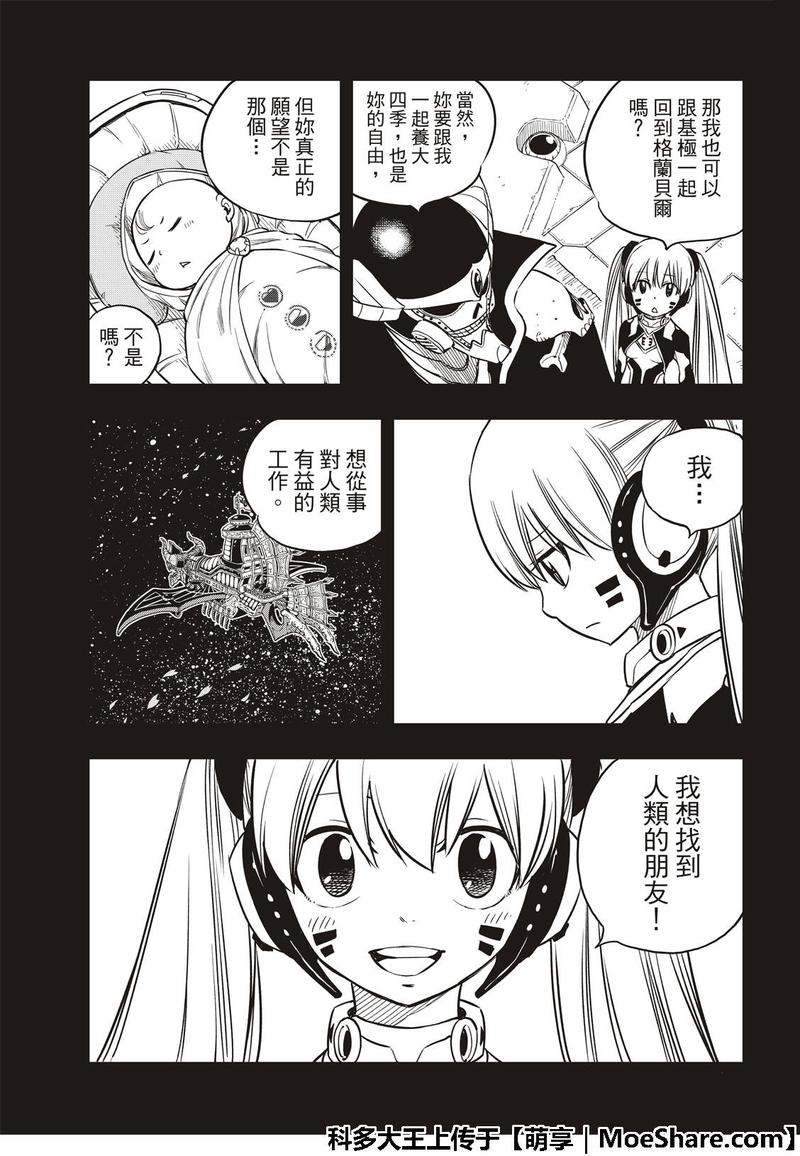 那我也可以
跟基極一起
回到格蘭貝爾
嗎？
當然，
妳要跟我
一起養大
四季，也是
妳的自由，
但妳真正的
願望不是
那個…
不是
嗎？
我…
想從事
對人類
有益的
工作。
我想找到
人類的朋友！
科多大王上传于【萌享｜MoeShare.com】